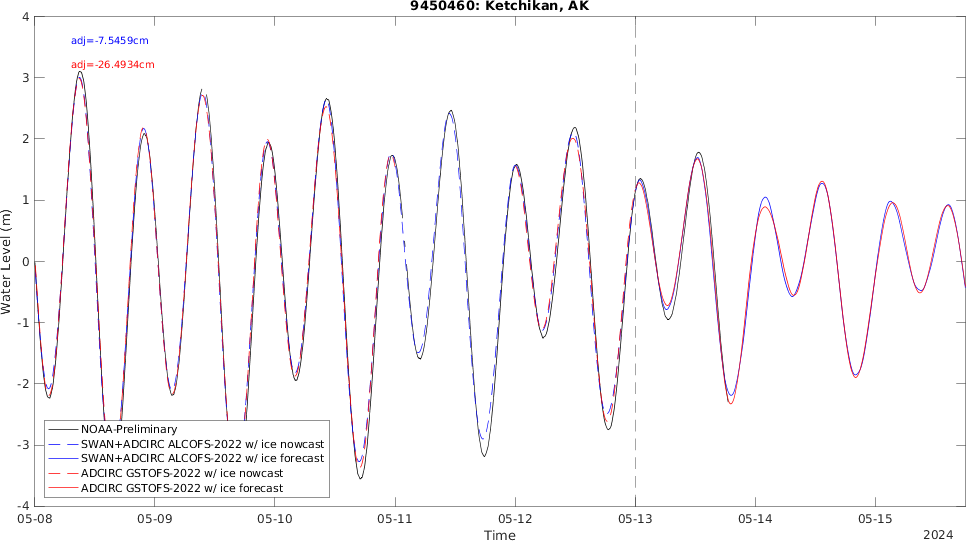 9450460: Ketchikan, AK
4
adj=-7.5459cm
adj=-26.4934cm
3
2
1
0
-1
-2
-3
-4
Water Level (m)
NOAA-Preliminary
SWAN+ADCIRC ALCOFS-2022 w/ ice nowcast
SWAN+ADCIRC ALCOFS-2022 w/ ice forecast
ADCIRC GSTOFS-2022 w/ ice nowcast
ADCIRC GSTOFS-2022 w/ ice forecast
05-08 05-09 05-10 05-11 05-12 05-13 05-14 05-15
Time
2024